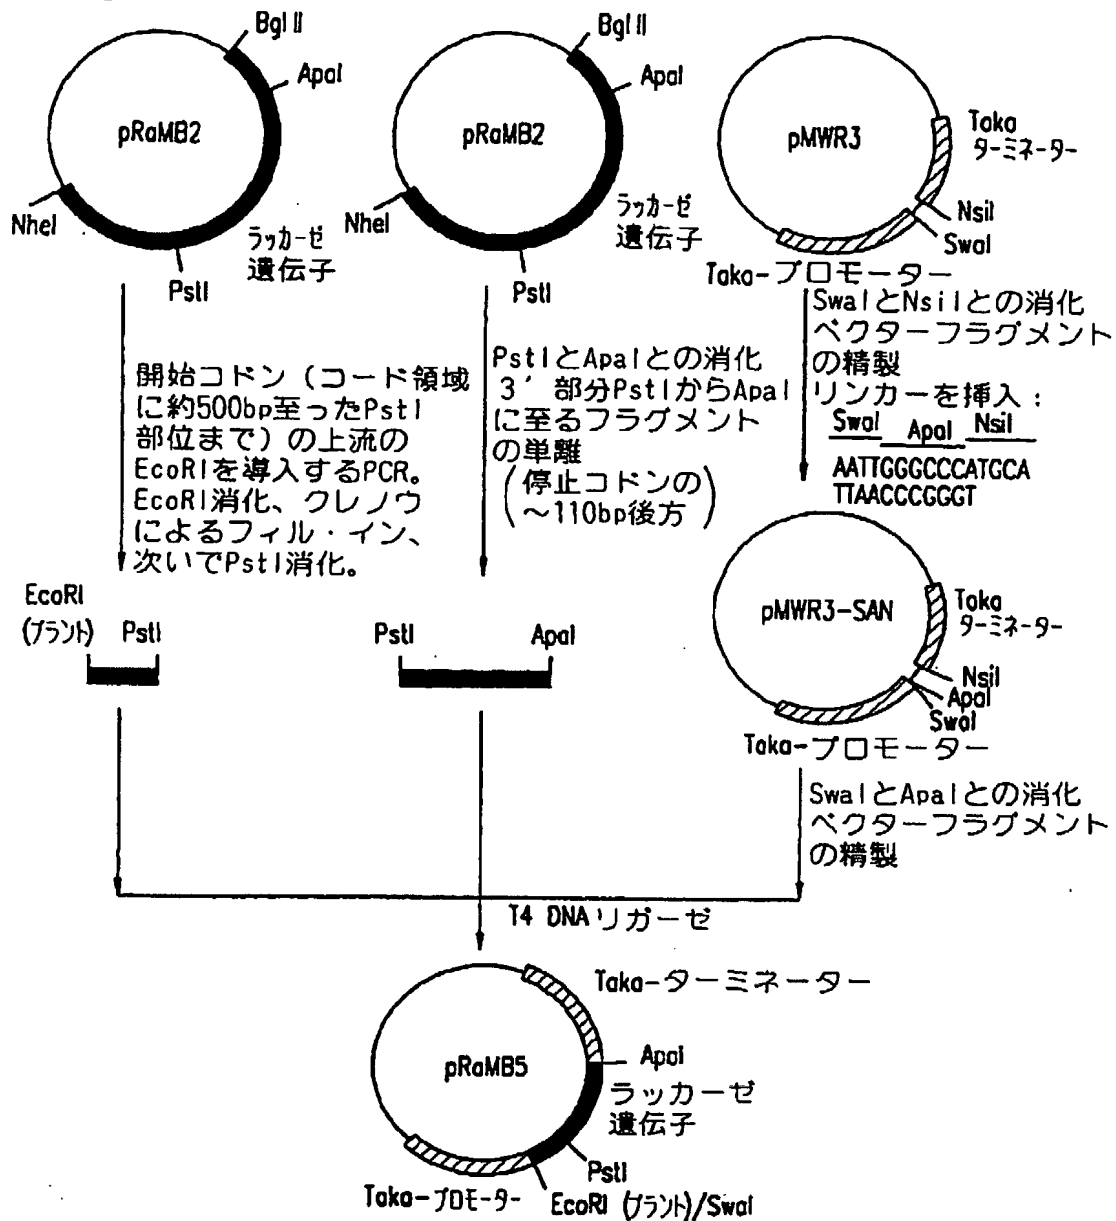 BglII
ApaI
pRaMB2
NheI
ラッカーゼ
遺伝子
PstI
BglII
ApaI
pRaMB2
NheI
ラッカーゼ
遺伝子
PstI
pMWR3
Taka
ターミネーター
NsiI
SwaI
Taka-プロモーター
開始コドン(コード領域
に約500bp至ったPstI
部位まで)の上流の
EcoRIを導入するPCR。
EcoRI消化、クレノウ
によるフィル・イン、
次いでPstI消化。
PstIとApaIとの消化
3'部分PstIからApaI
に至るフラグメント
の単離
(停止コドンの
~110bp後方)
SwaIとNsiIとの消化
ベクターフラグメント
の精製
リンカーを挿入:
SwaI ApaI NsiI
AATTGGGCCCATGCA
TTAACCCGGGT
EcoRI
(ブラント) PstI
PstI ApaI
pMWR3-SAN
Taka
ターミネーター
NsiI
ApaI
SwaI
Taka-プロモーター
SwaIとApaIとの消化
ベクターフラグメント
の精製
T4 DNAリガーゼ
Taka-ターミネーター
pRaMB5
ApaI
ラッカーゼ
遺伝子
PstI
Taka-プロモーター
EcoRI (ブラント)/SwaI